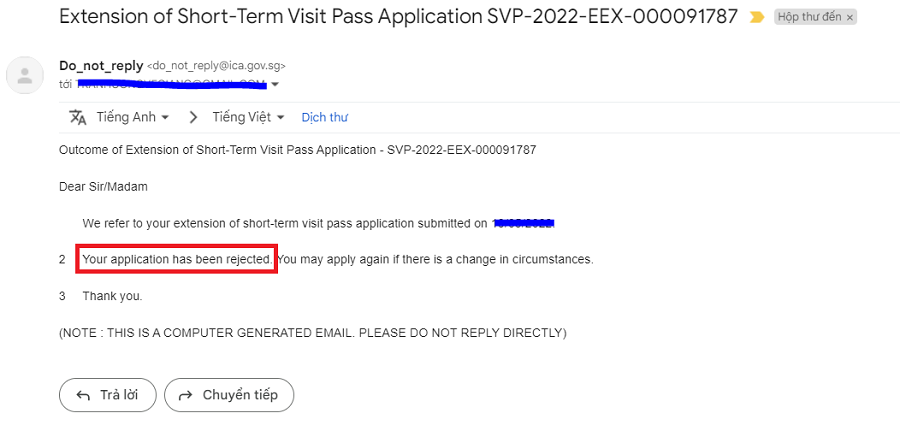 Extension of Short-Term Visit Pass Application SVP-2022-EEX-000091787 Hộp thư đến ×
Do_not_reply <do_not_reply@ica.gov.sg>
tới
Tiếng Anh Tiếng Việt Dịch thư
Outcome of Extension of Short-Term Visit Pass Application - SVP-2022-EEX-000091787
Dear Sir/Madam
We refer to your extension of short-term visit pass application submitted on
2 Your application has been rejected. You may apply again if there is a change in circumstances.
3 Thank you.
(NOTE : THIS IS A COMPUTER GENERATED EMAIL. PLEASE DO NOT REPLY DIRECTLY)
Trả lời Chuyển tiếp